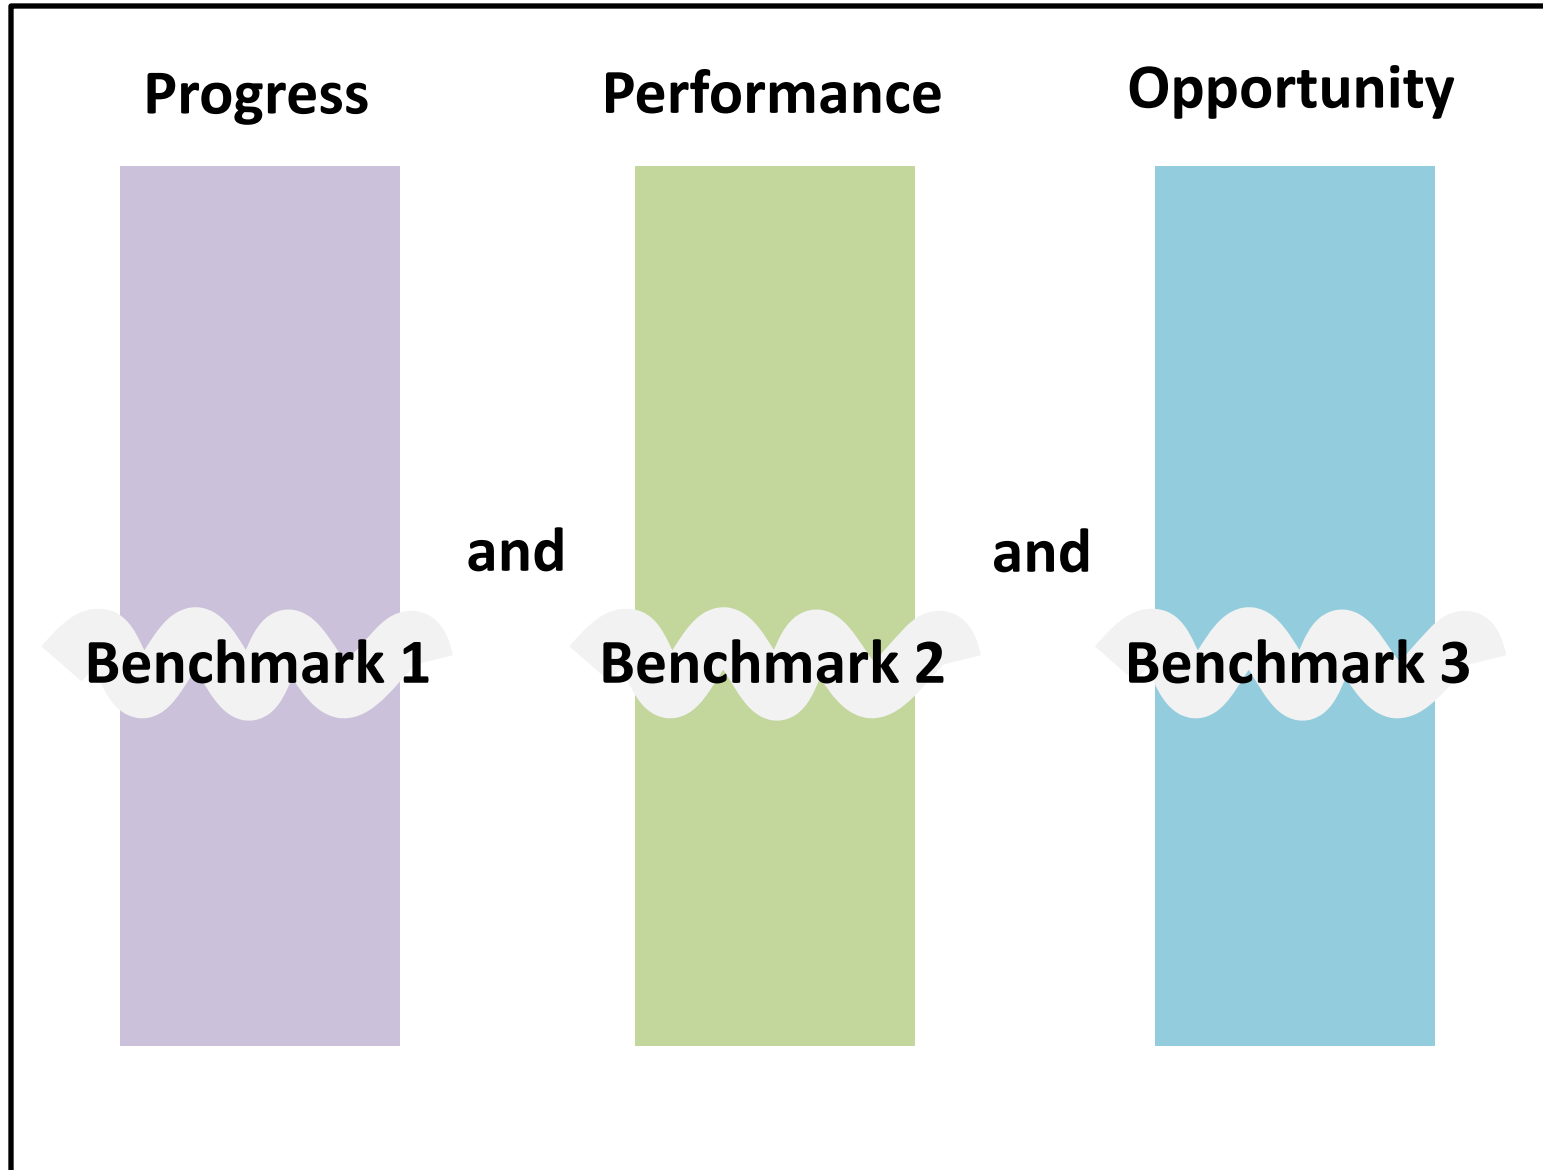 Progress
Performance
Opportunity
and
and
Benchmark 1
Benchmark 2
Benchmark 3